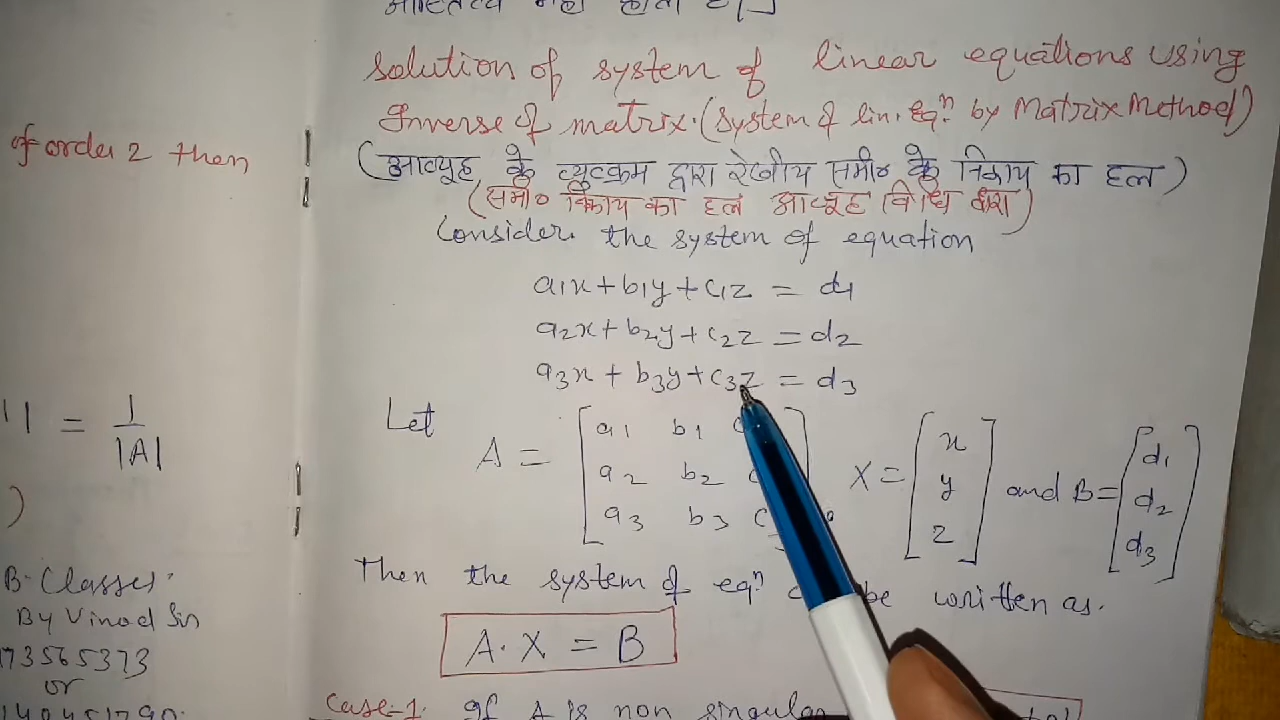 solution of system of linear equations using
Inverse of matrix. (system of lin. Eqⁿ. by Matrix Method)
(आव्यूह के व्युत्क्रम द्वारा रेखीय समी० के निकाय का हल)
(समी० निकाय का हल आव्यूह विधि द्वारा)
Consider the system of equation
a1x + b1y + c1z = d1
a2x + b2y + c2z = d2
a3x + b3y + c3z = d3
Let
A = [a1 b1
a2 b2
a3 b3 c
X = [x
y
z]
and B = [d1
d2
d3]
Then the system of eqⁿ be written as.
A. X = B
Case-1. If A is non singular
of order 2 then
= 1/|A|
)
B. Classes.
By Vinod Sir
73565373
or